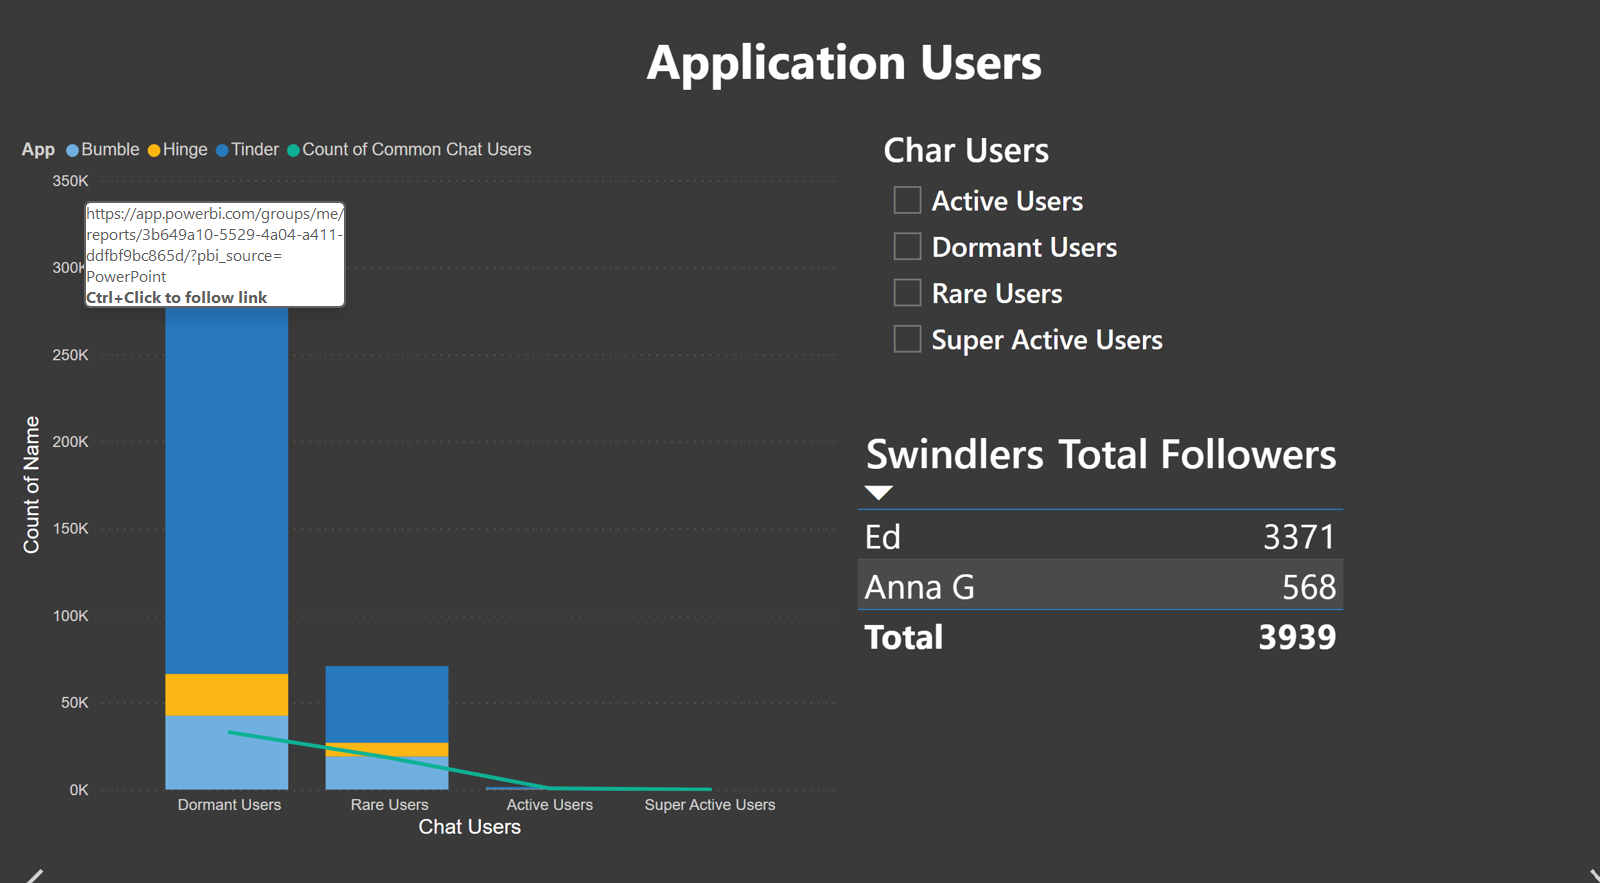 Application Users
App Bumble Hinge Tinder Count of Common Chat Users
350K
https://app.powerbi.com/groups/me/
reports/3b649a10-5529-4a04-a411-
ddfbf9bc865d/?pbi_source=
PowerPoint
Ctrl+Click to follow link
300K
250K
200K
150K
100K
50K
0K
Count of Name
Dormant Users Rare Users Active Users Super Active Users
Chat Users
Char Users
Active Users
Dormant Users
Rare Users
Super Active Users
Swindlers Total Followers
Ed 3371
Anna G 568
Total 3939